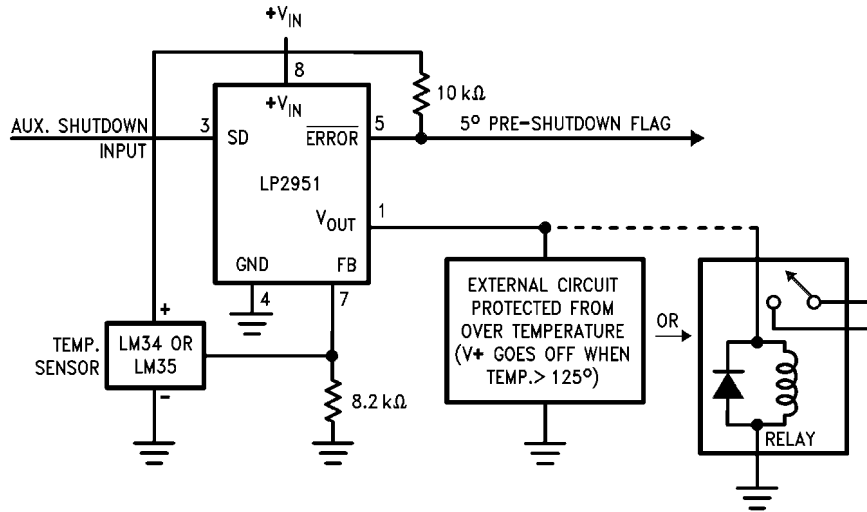 +VIN
8
+VIN
10 kΩ
AUX. SHUTDOWN
INPUT
3
SD
ERROR
5
5º PRE-SHUTDOWN FLAG
LP2951
VOUT
1
GND
FB
4
7
+
TEMP.
SENSOR
LM34 OR
LM35
-
8.2 kΩ
EXTERNAL CIRCUIT
PROTECTED FROM
OVER TEMPERATURE
(V+ GOES OFF WHEN
TEMP.> 125º)
OR
RELAY